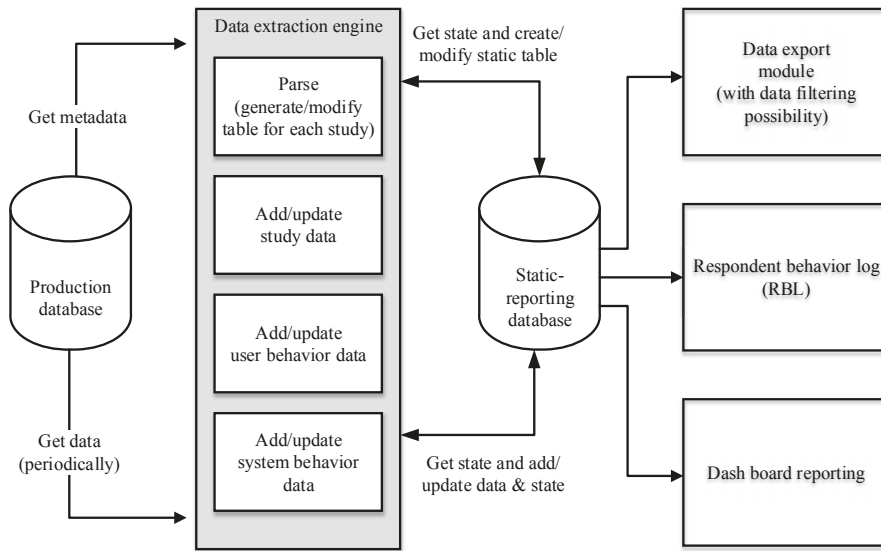 Get metadata
Production
database
Get data
(periodically)
Data extraction engine
Parse
(generate/modify
table for each study)
Add/update
study data
Add/update
user behavior data
Add/update
system behavior
data
Get state and create/
modify static table
Static-
reporting
database
Get state and add/
update data & state
Data export
module
(with data filtering
possibility)
Respondent behavior log
(RBL)
Dash board reporting